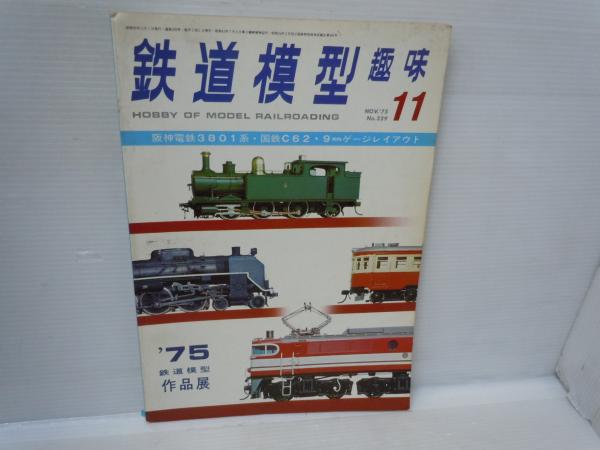 鉄道模型趣味
HOBBY OF MODEL RAILROADING
NOV.'75
No.329
11
阪神電鉄3801系・国鉄C62・9mmゲージレイアウト
'75
鉄道模型
作品展